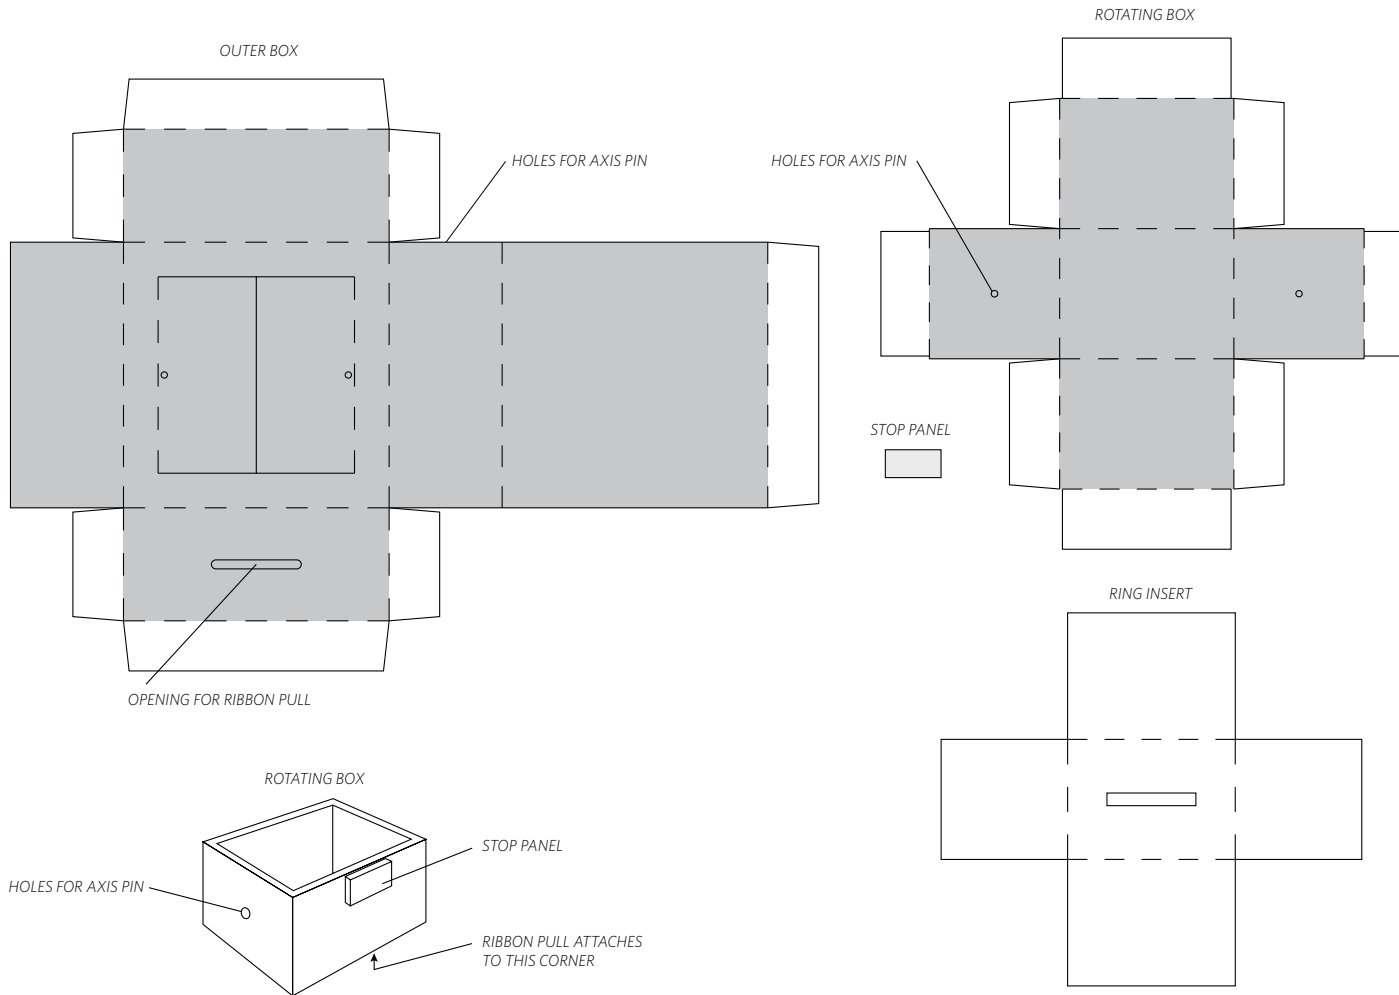 OUTER BOX
HOLES FOR AXIS PIN
OPENING FOR RIBBON PULL
ROTATING BOX
HOLES FOR AXIS PIN
STOP PANEL
RING INSERT
ROTATING BOX
STOP PANEL
HOLES FOR AXIS PIN
RIBBON PULL ATTACHES
TO THIS CORNER